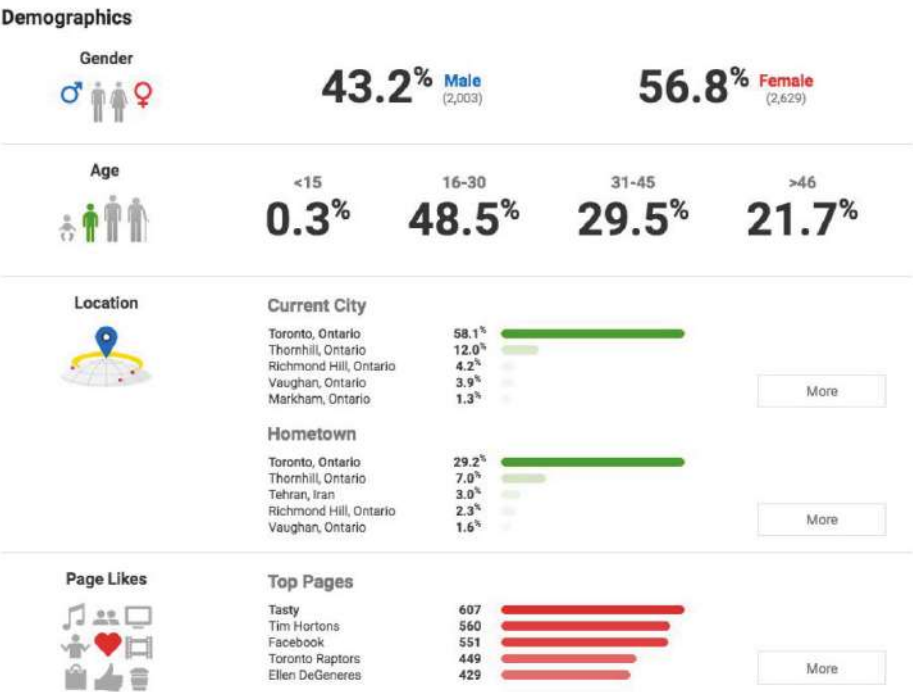 Demographics
Gender
43.2% Male
(2,003)
56.8% Female
(2,629)
Age
<15
0.3%
16-30
48.5%
31-45
29.5%
>46
21.7%
Location
Current City
Toronto, Ontario 58.1%
Thornhill, Ontario 12.0%
Richmond Hill, Ontario 4.2%
Vaughan, Ontario 3.9%
Markham, Ontario 1.3%
More
Hometown
Toronto, Ontario 29.2%
Thornhill, Ontario 7.0%
Tehran, Iran 3.0%
Richmond Hill, Ontario 2.3%
Vaughan, Ontario 1.6%
More
Page Likes
Top Pages
Tasty 607
Tim Hortons 560
Facebook 551
Toronto Raptors 449
Ellen DeGeneres 429
More